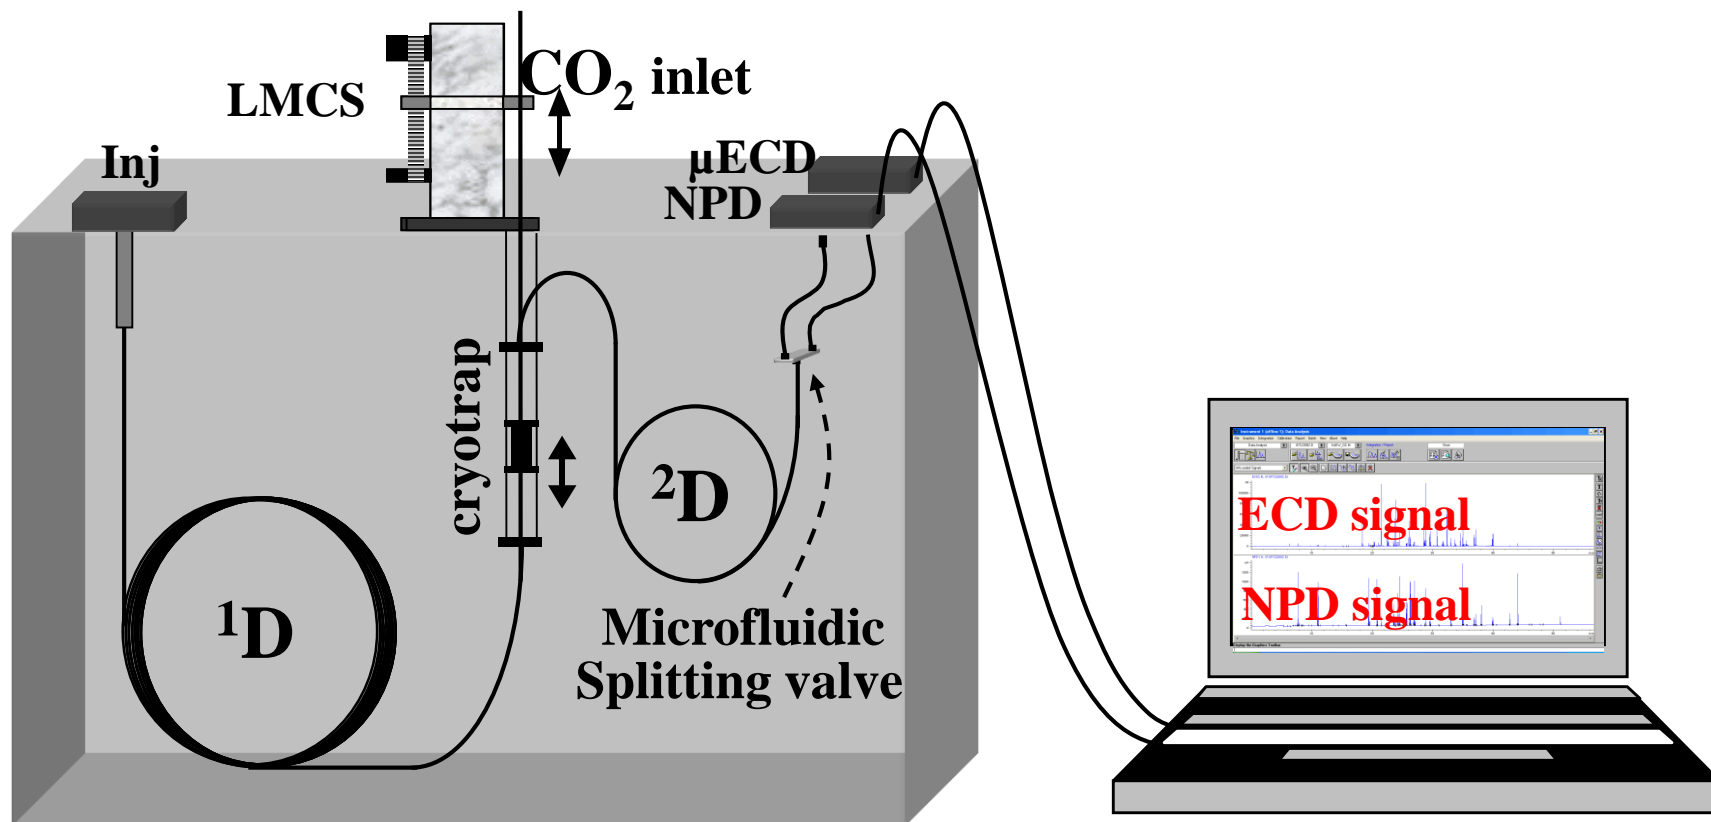 CO2 inlet
LMCS
Inj
µECD
NPD
cryotrap
1D
2D
Microfluidic
Splitting valve
ECD signal
NPD signal